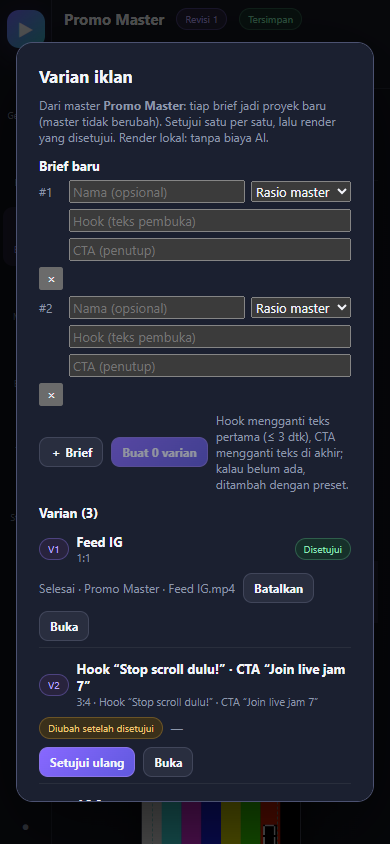 Promo Master Revisi 1 Tersimpan
Varian iklan
Dari master Promo Master: tiap brief jadi proyek baru
(master tidak berubah). Setujui satu per satu, lalu render
yang disetujui. Render lokal: tanpa biaya AI.
Brief baru
#1 Nama (opsional) Rasio master
Hook (teks pembuka)
CTA (penutup)
×
#2 Nama (opsional) Rasio master
Hook (teks pembuka)
CTA (penutup)
×
Hook mengganti teks
pertama (≤ 3 dtk), CTA
+ Brief Buat 0 varian mengganti teks di akhir;
kalau belum ada,
ditambah dengan preset.
Varian (3)
V1 Feed IG Disetujui
1:1
Selesai · Promo Master · Feed IG.mp4 Batalkan
Buka
Hook “Stop scroll dulu!” · CTA “Join live jam
V2 7”
3:4 · Hook “Stop scroll dulu!” · CTA “Join live jam 7”
Diubah setelah disetujui —
Setujui ulang Buka